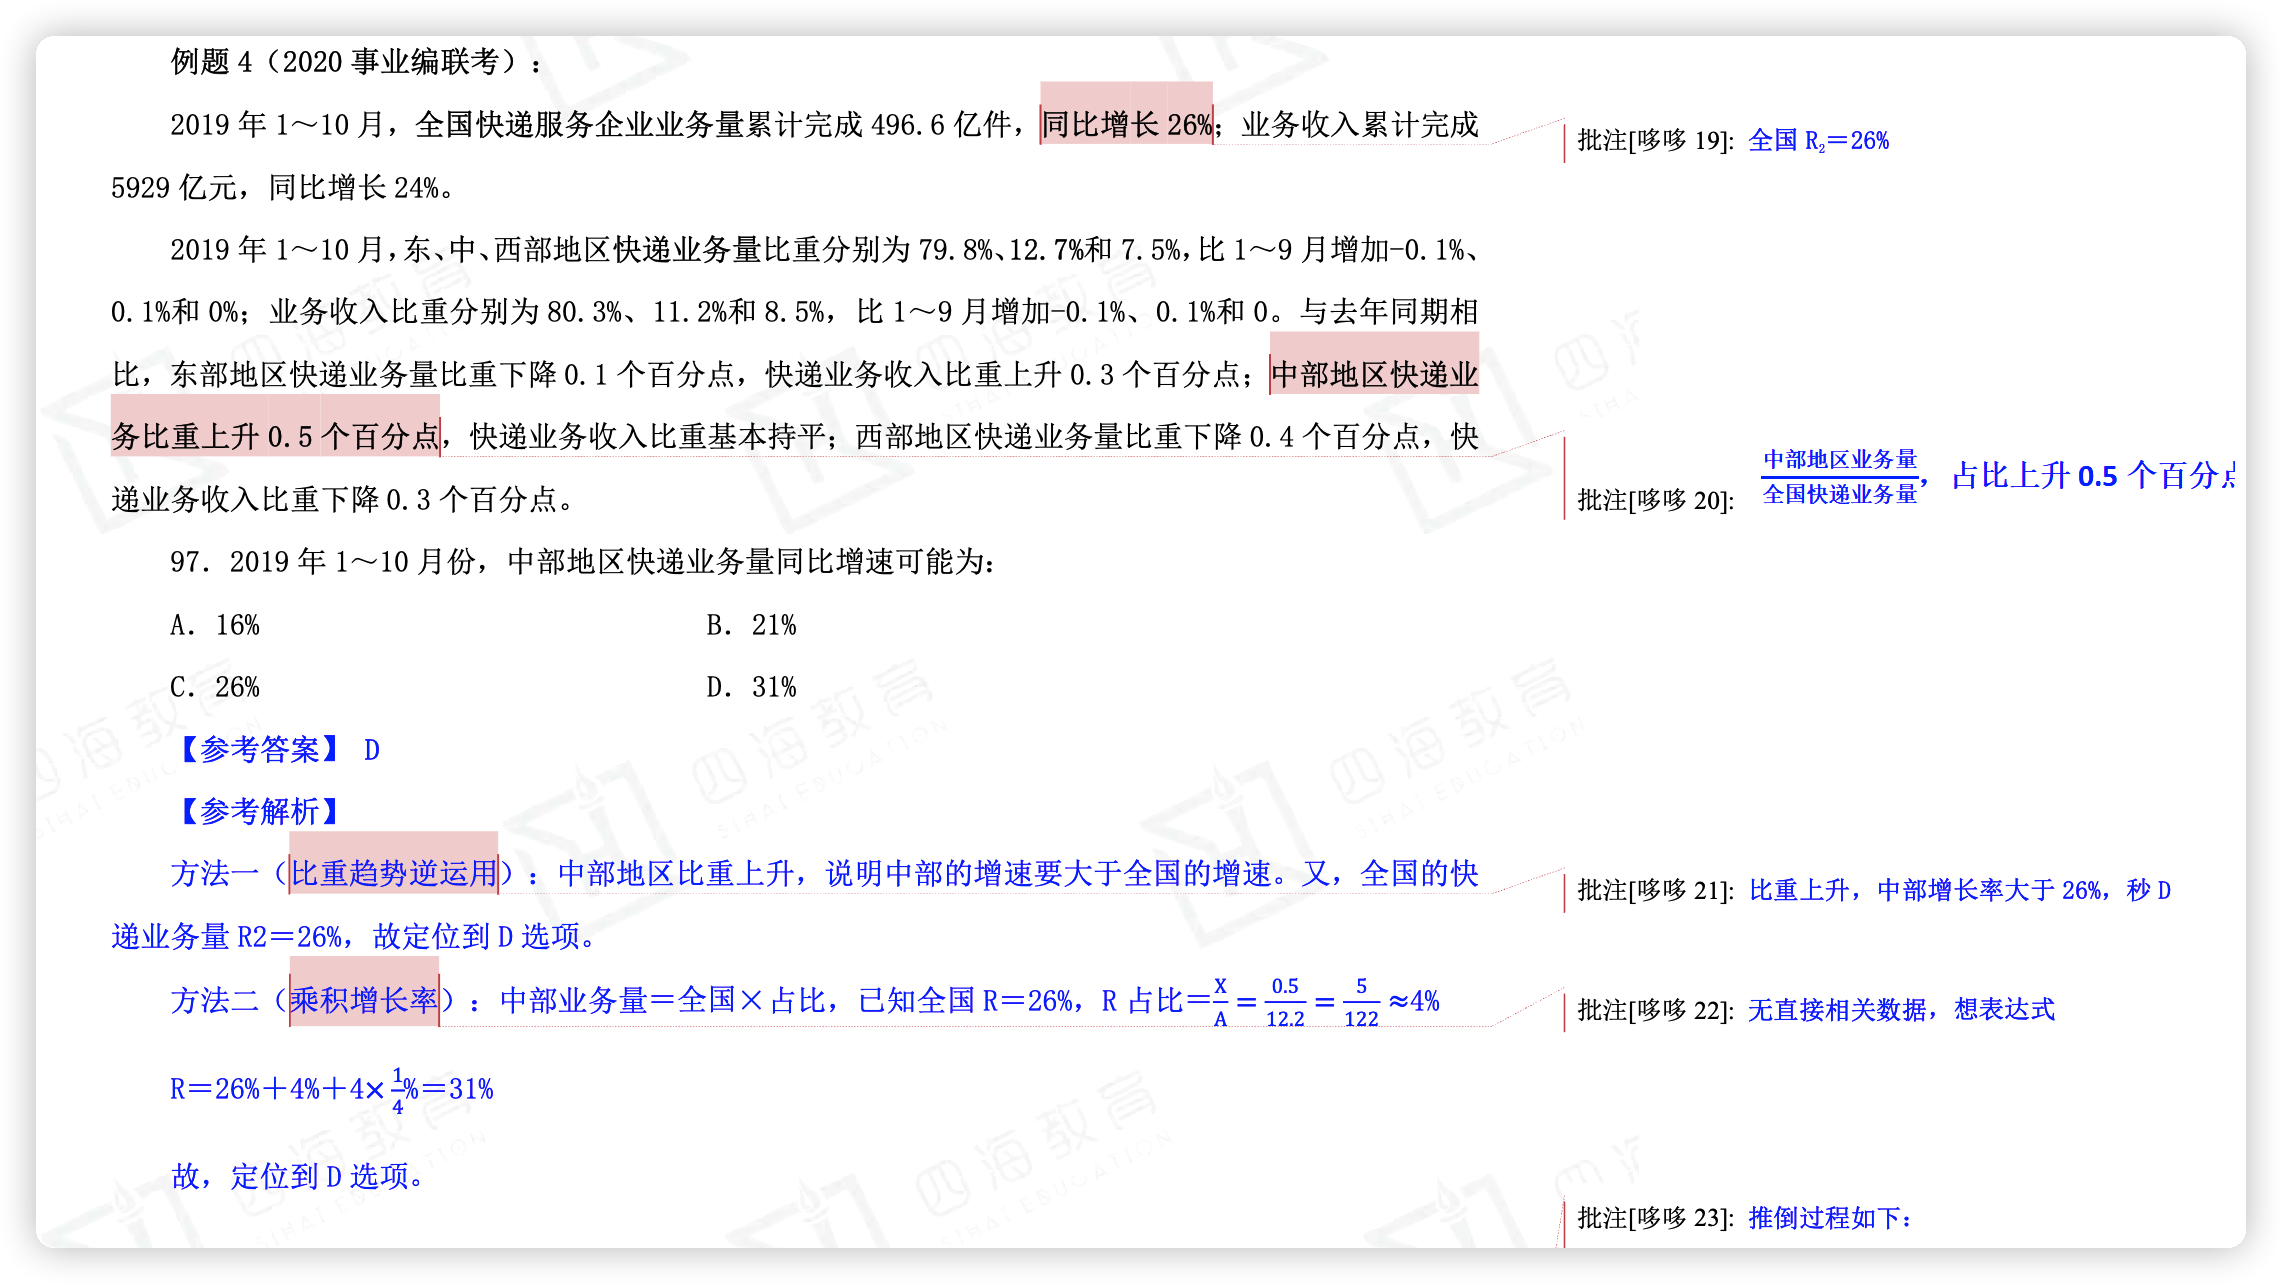 例题 4（2020 事业编联考）：
2019 年 1～10 月，全国快递服务企业业务量累计完成 496.6 亿件，同比增长 26%；业务收入累计完成
批注[哆哆 19]: 全国 R₂＝26%
5929 亿元，同比增长 24%。
2019 年 1～10 月，东、中、西部地区快递业务量比重分别为 79.8%、12.7%和 7.5%，比 1～9 月增加-0.1%、
0.1%和 0%；业务收入比重分别为 80.3%、11.2%和 8.5%，比 1～9 月增加-0.1%、0.1%和 0。与去年同期相
比，东部地区快递业务量比重下降 0.1 个百分点，快递业务收入比重上升 0.3 个百分点；中部地区快递业
务比重上升 0.5 个百分点，快递业务收入比重基本持平；西部地区快递业务量比重下降 0.4 个百分点，快
递业务收入比重下降 0.3 个百分点。
批注[哆哆 20]: 中部地区业务量/全国快递业务量，占比上升 0.5 个百分点
97. 2019 年 1～10 月份，中部地区快递业务量同比增速可能为：
A. 16% B. 21%
C. 26% D. 31%
【参考答案】 D
【参考解析】
方法一（比重趋势逆运用）：中部地区比重上升，说明中部的增速要大于全国的增速。又，全国的快
批注[哆哆 21]: 比重上升，中部增长率大于 26%，秒 D
递业务量 R2＝26%，故定位到 D 选项。
方法二（乘积增长率）：中部业务量＝全国×占比，已知全国 R＝26%，R 占比＝X/A＝0.5/12.2＝5/122≈4%
批注[哆哆 22]: 无直接相关数据，想表达式
R＝26%＋4%＋4×1/4%＝31%
故，定位到 D 选项。
批注[哆哆 23]: 推倒过程如下：
四海教育
SIHAI EDUCATION